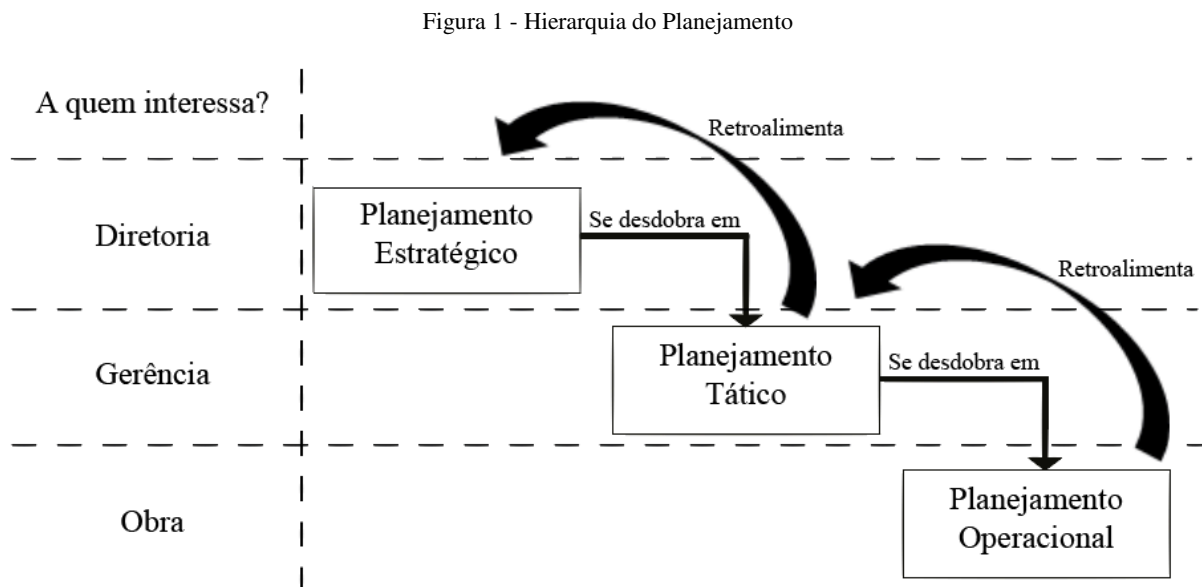 Figura 1 - Hierarquia do Planejamento
A quem interessa?
Retroalimenta
Diretoria
Planejamento
Estratégico
Se desdobra em
Retroalimenta
Gerência
Planejamento
Tático
Se desdobra em
Obra
Planejamento
Operacional